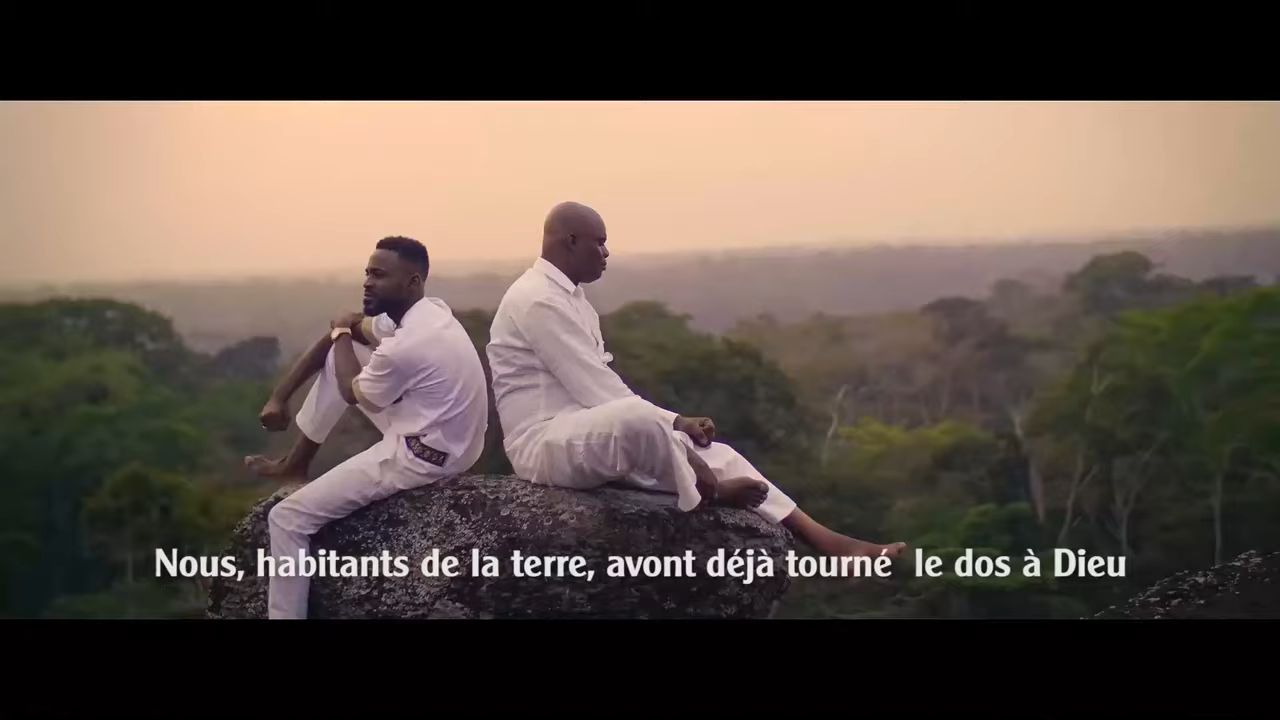 Nous, habitants de la terre, avont déjà tourné  le dos à Dieu